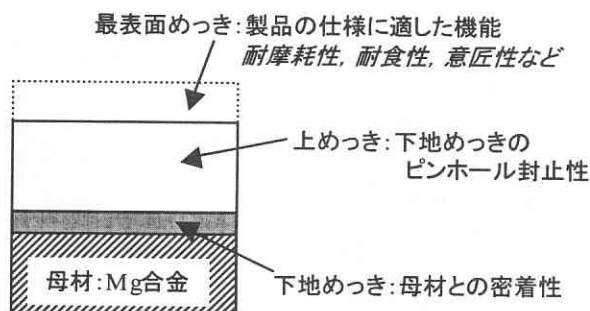 最表面めっき：製品の仕様に適した機能
耐摩耗性，耐食性，意匠性など
上めっき：下地めっきの
ピンホール封止性
母材：Mg合金
下地めっき：母材との密着性